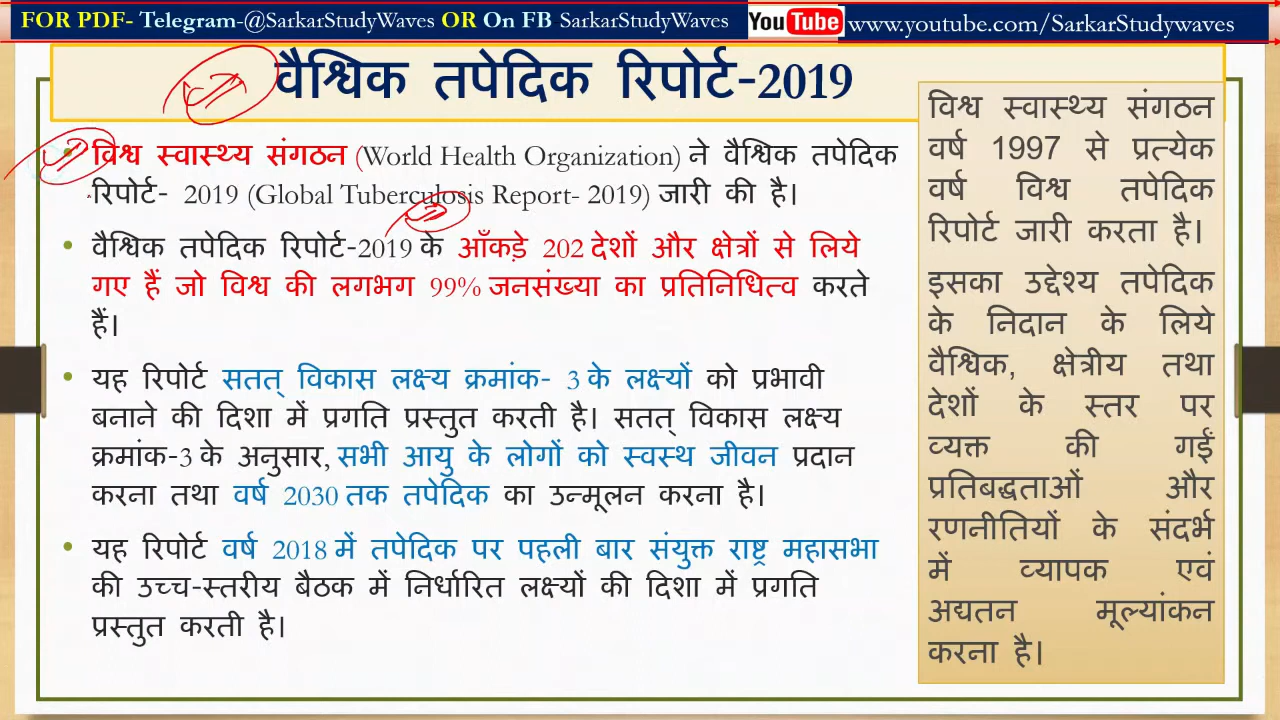 FOR PDF- Telegram-@SarkarStudyWaves OR On FB SarkarStudyWaves
You Tube www.youtube.com/SarkarStudywaves
वैश्विक तपेदिक रिपोर्ट-2019
• विश्व स्वास्थ्य संगठन (World Health Organization) ने वैश्विक तपेदिक
रिपोर्ट- 2019 (Global Tuberculosis Report- 2019) जारी की है।
• वैश्विक तपेदिक रिपोर्ट-2019 के आँकड़े 202 देशों और क्षेत्रों से लिये
गए हैं जो विश्व की लगभग 99% जनसंख्या का प्रतिनिधित्व करते
हैं।
• यह रिपोर्ट सतत् विकास लक्ष्य क्रमांक- 3 के लक्ष्यों को प्रभावी
बनाने की दिशा में प्रगति प्रस्तुत करती है। सतत् विकास लक्ष्य
क्रमांक-3 के अनुसार, सभी आयु के लोगों को स्वस्थ जीवन प्रदान
करना तथा वर्ष 2030 तक तपेदिक का उन्मूलन करना है।
• यह रिपोर्ट वर्ष 2018 में तपेदिक पर पहली बार संयुक्त राष्ट्र महासभा
की उच्च-स्तरीय बैठक में निर्धारित लक्ष्यों की दिशा में प्रगति
प्रस्तुत करती है।
विश्व स्वास्थ्य संगठन
वर्ष 1997 से प्रत्येक
वर्ष विश्व तपेदिक
रिपोर्ट जारी करता है।
इसका उद्देश्य तपेदिक
के निदान के लिये
वैश्विक, क्षेत्रीय तथा
देशों के स्तर पर
व्यक्त की गईं
प्रतिबद्धताओं और
रणनीतियों के संदर्भ
में व्यापक एवं
अद्यतन मूल्यांकन
करना है।